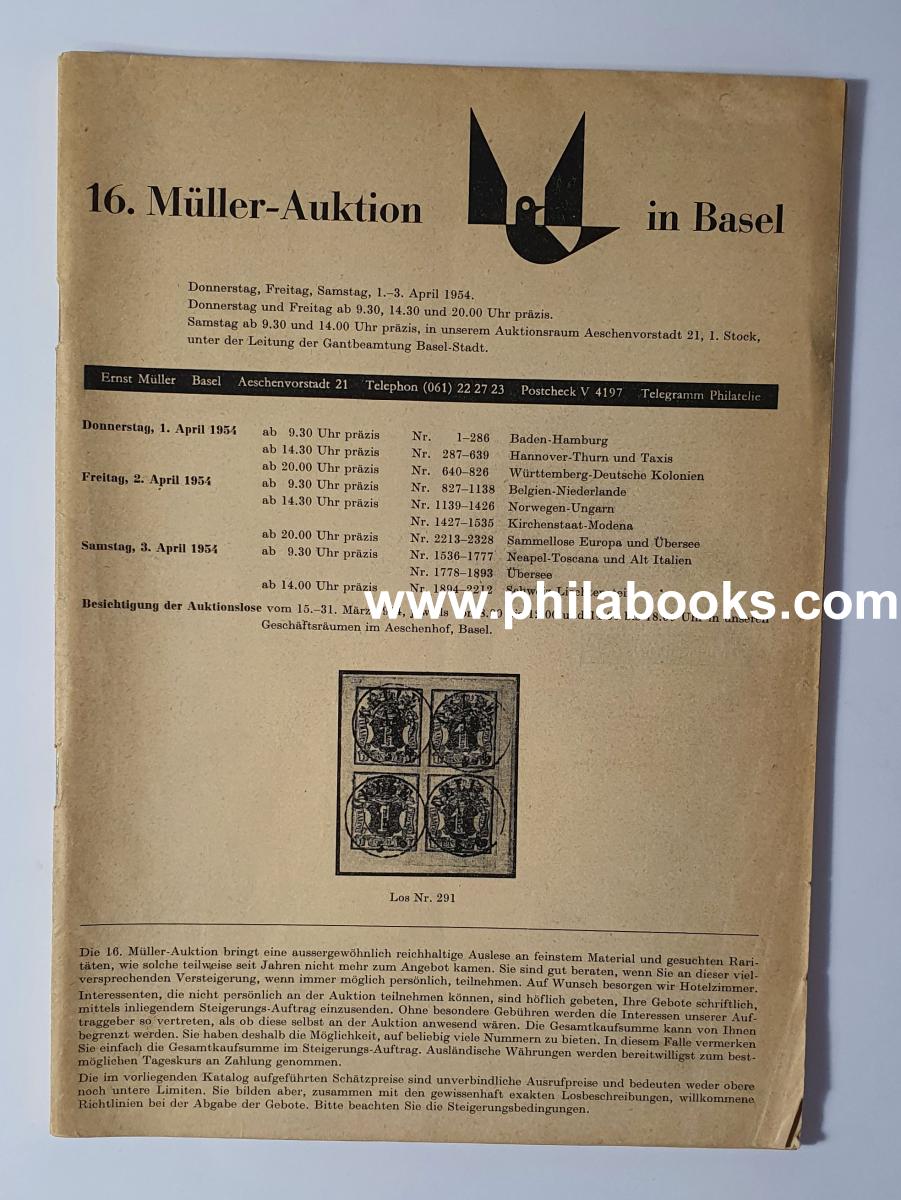 16. Müller-Auktion in Basel
Donnerstag, Freitag, Samstag, 1.–3. April 1954.
Donnerstag und Freitag ab 9.30, 14.30 und 20.00 Uhr präzis.
Samstag ab 9.30 und 14.00 Uhr präzis, in unserem Auktionsraum Aeschenvorstadt 21, 1. Stock,
unter der Leitung der Gantbeamtung Basel-Stadt.
Ernst Müller Basel Aeschenvorstadt 21 Telephon (061) 22 27 23 Postcheck V 4197 Telegramm Philatelie
Donnerstag, 1. April 1954 ab 9.30 Uhr präzis Nr. 1–286 Baden-Hamburg
ab 14.30 Uhr präzis Nr. 287–639 Hannover-Thurn und Taxis
ab 20.00 Uhr präzis Nr. 640–826 Württemberg-Deutsche Kolonien
Freitag, 2. April 1954 ab 9.30 Uhr präzis Nr. 827–1138 Belgien-Niederlande
ab 14.30 Uhr präzis Nr. 1139–1426 Norwegen-Ungarn
Nr. 1427–1535 Kirchenstaat-Modena
ab 20.00 Uhr präzis Nr. 2213–2328 Sammellose Europa und Übersee
Samstag, 3. April 1954 ab 9.30 Uhr präzis Nr. 1536–1777 Neapel-Toscana und Alt Italien
Nr. 1778–1893 Übersee
ab 14.00 Uhr präzis Nr. 1894–2212
www.philabooks.com
Besichtigung der Auktionslose vom 15.–31. März Uhr in unseren
Geschäftsräumen im Aeschenhof, Basel.
Los Nr. 291
Die 16. Müller-Auktion bringt eine aussergewöhnlich reichhaltige Auslese an feinstem Material und gesuchten Rari-
täten, wie solche teilweise seit Jahren nicht mehr zum Angebot kamen. Sie sind gut beraten, wenn Sie an dieser viel-
versprechenden Versteigerung, wenn immer möglich persönlich, teilnehmen. Auf Wunsch besorgen wir Hotelzimmer.
Interessenten, die nicht persönlich an der Auktion teilnehmen können, sind höflich gebeten, Ihre Gebote schriftlich,
mittels inliegendem Steigerungs-Auftrag einzusenden. Ohne besondere Gebühren werden die Interessen unserer Auf-
traggeber so vertreten, als ob diese selbst an der Auktion anwesend wären. Die Gesamtkaufsumme kann von Ihnen
begrenzt werden. Sie haben deshalb die Möglichkeit, auf beliebig viele Nummern zu bieten. In diesem Falle vermerken
Sie einfach die Gesamtkaufsumme im Steigerungs-Auftrag. Ausländische Währungen werden bereitwilligst zum best-
möglichen Tageskurs an Zahlung genommen.
Die im vorliegenden Katalog aufgeführten Schätzpreise sind unverbindliche Ausrufpreise und bedeuten weder obere
noch untere Limiten. Sie bilden aber, zusammen mit den gewissenhaft exakten Losbeschreibungen, willkommene
Richtlinien bei der Abgabe der Gebote. Bitte beachten Sie die Steigerungsbedingungen.